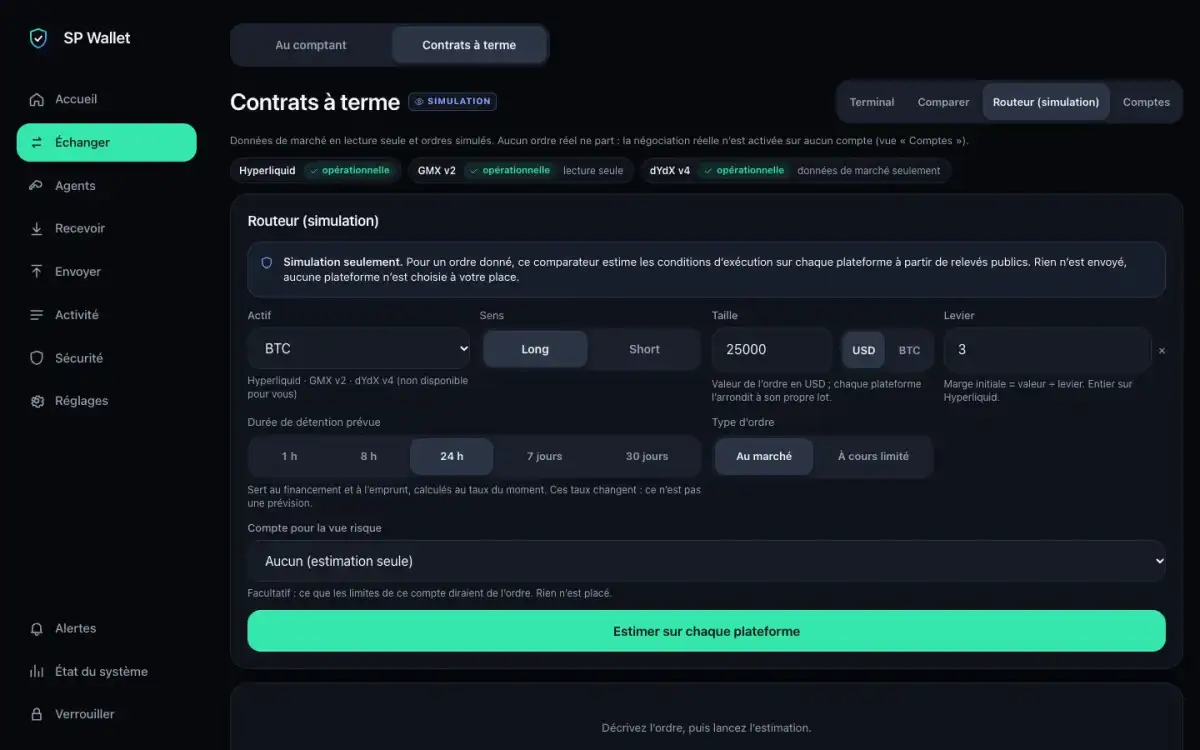 SP Wallet
Accueil
Échanger
Agents
Recevoir
Envoyer
Activité
Sécurité
Réglages
Alertes
État du système
Verrouiller
Au comptant
Contrats à terme
Contrats à terme
SIMULATION
Terminal
Comparer
Routeur (simulation)
Comptes
Données de marché en lecture seule et ordres simulés. Aucun ordre réel ne part : la négociation réelle n'est activée sur aucun compte (vue « Comptes »).
Hyperliquid ✓ opérationnelle
GMX v2 ✓ opérationnelle lecture seule
dYdX v4 ✓ opérationnelle données de marché seulement
Routeur (simulation)
Simulation seulement. Pour un ordre donné, ce comparateur estime les conditions d'exécution sur chaque plateforme à partir de relevés publics. Rien n'est envoyé,
aucune plateforme n'est choisie à votre place.
Actif
BTC
Hyperliquid · GMX v2 · dYdX v4 (non disponible
pour vous)
Sens
Long
Short
Taille
25000
USD
BTC
Valeur de l'ordre en USD ; chaque plateforme
l'arrondit à son propre lot.
Levier
3
×
Marge initiale = valeur ÷ levier. Entier sur
Hyperliquid.
Durée de détention prévue
1 h
8 h
24 h
7 jours
30 jours
Sert au financement et à l'emprunt, calculés au taux du moment. Ces taux changent : ce n'est pas
une prévision.
Type d'ordre
Au marché
À cours limité
Compte pour la vue risque
Aucun (estimation seule)
Facultatif : ce que les limites de ce compte diraient de l'ordre. Rien n'est placé.
Estimer sur chaque plateforme
Décrivez l'ordre, puis lancez l'estimation.